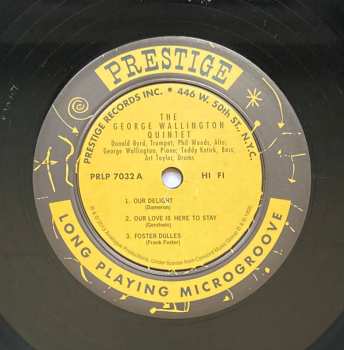 PRESTIGE
PRESTIGE RECORDS INC. • 446 W. 50th ST., N.Y.C.
THE
GEORGE WALLINGTON
QUINTET
Donald Byrd, Trumpet, Phil Woods, Alto;
George Wallington, Piano; Teddy Kotick, Bass;
Art Taylor, Drums
PRLP 7032 A HI FI
1. OUR DELIGHT
(Dameron)
2. OUR LOVE IS HERE TO STAY
(Gershwin)
3. FOSTER DULLES
(Frank Foster)
LONG PLAYING MICROGROOVE